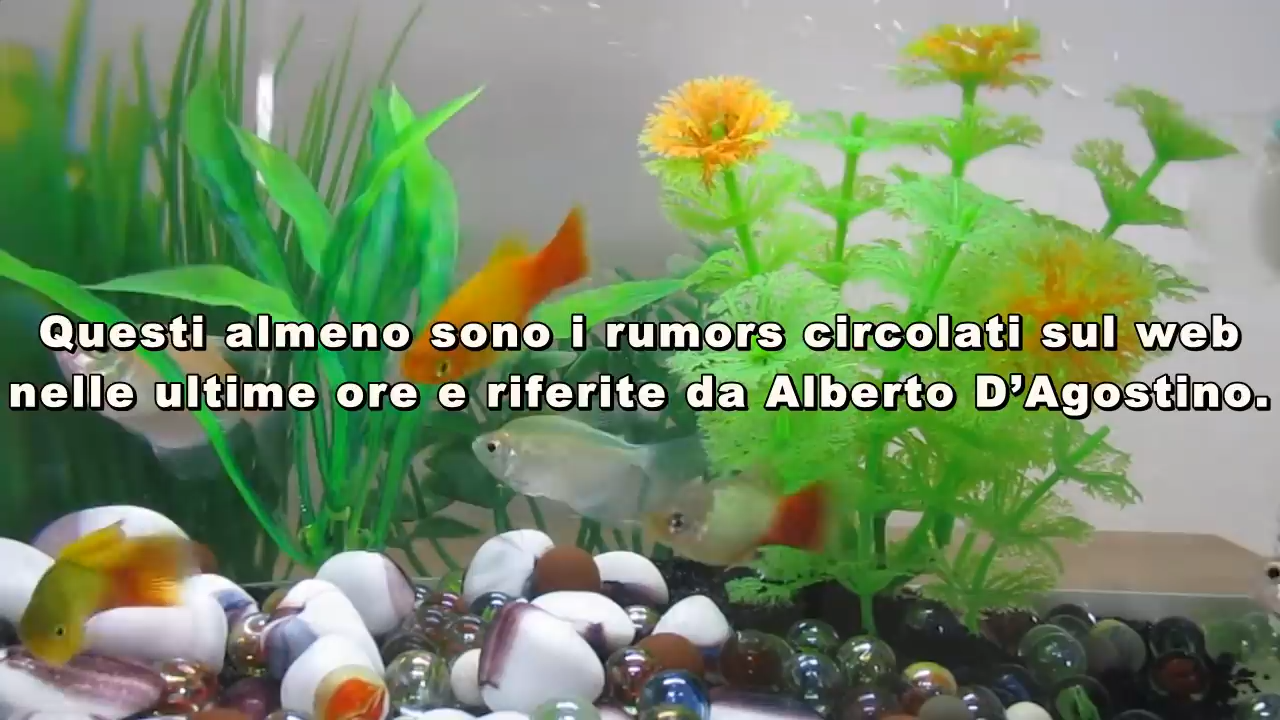 Questi almeno sono i rumors circolati sul web
nelle ultime ore e riferite da Alberto D’Agostino.